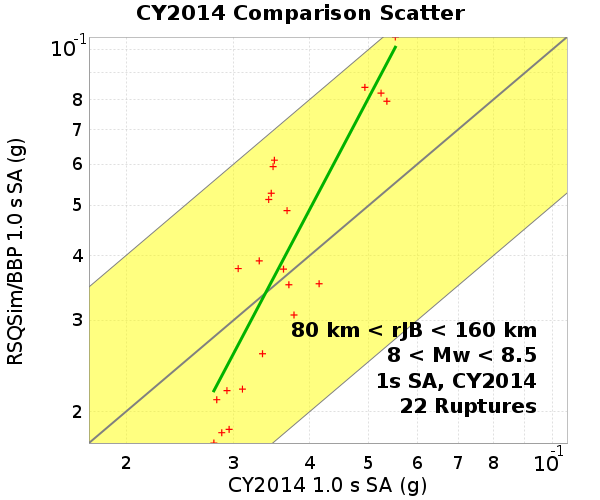 CY2014 Comparison Scatter
RSQSim/BBP 1.0 s SA (g)
10-1
8
7
6
5
4
3
2
80 km < rJB < 160 km
8 < Mw < 8.5
1s SA, CY2014
22 Ruptures
2 3 4 5 6 7 8 10-1
CY2014 1.0 s SA (g)